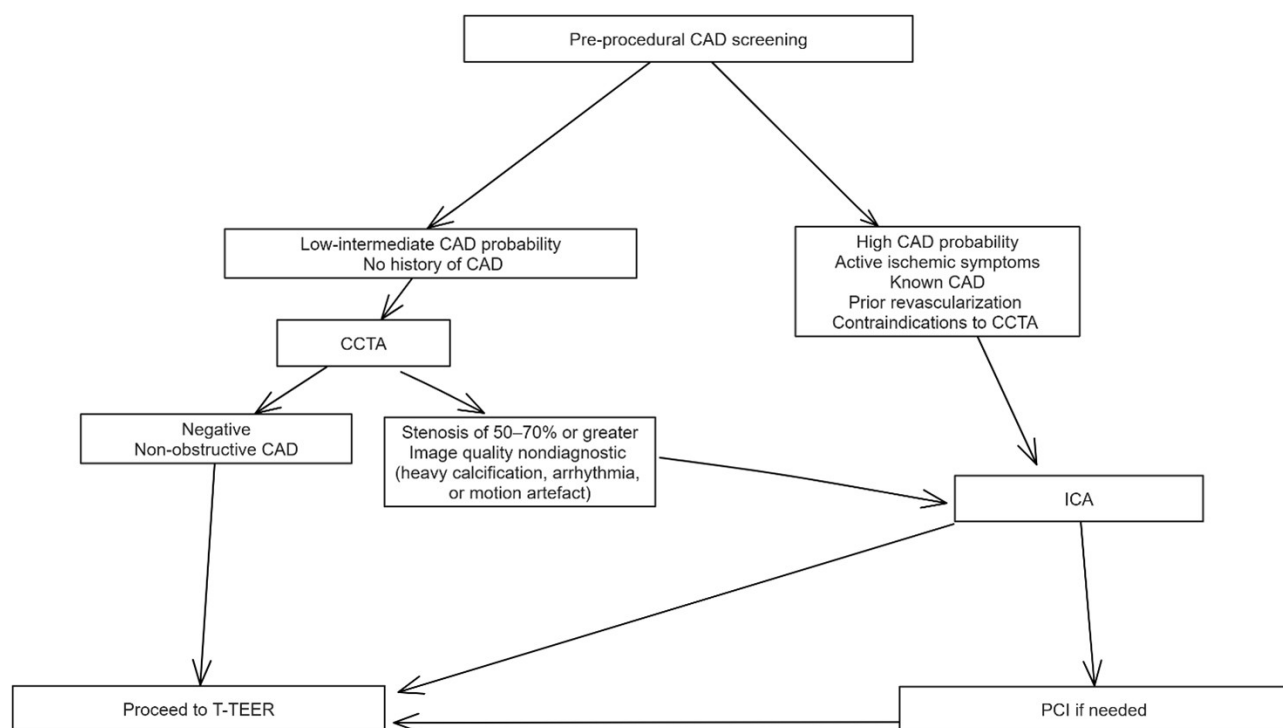 Pre-procedural CAD screening
Low-intermediate CAD probability
No history of CAD
High CAD probability
Active ischemic symptoms
Known CAD
Prior revascularization
Contraindications to CCTA
CCTA
Negative
Non-obstructive CAD
Stenosis of 50–70% or greater
Image quality nondiagnostic
(heavy calcification, arrhythmia,
or motion artefact)
ICA
Proceed to T-TEER
PCI if needed